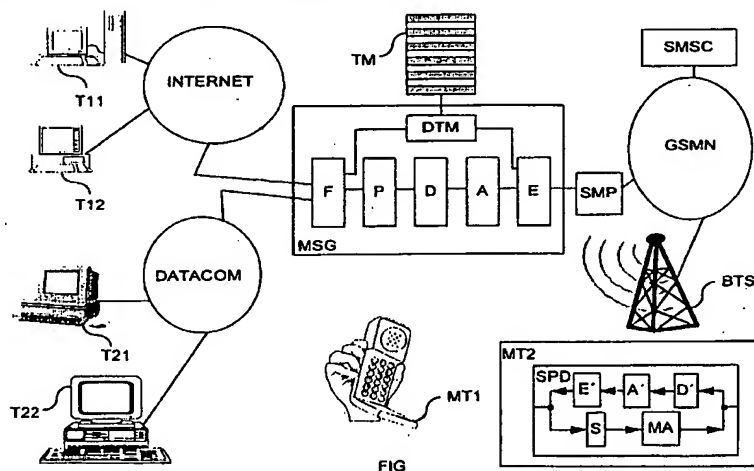 T11
INTERNET
T12
TM
SMSC
DTM
GSMN
F
P
D
A
E
SMP
MSG
DATACOM
BTS
T21
T22
MT1
MT2
SPD
E´
A´
D´
S
MA
FIG